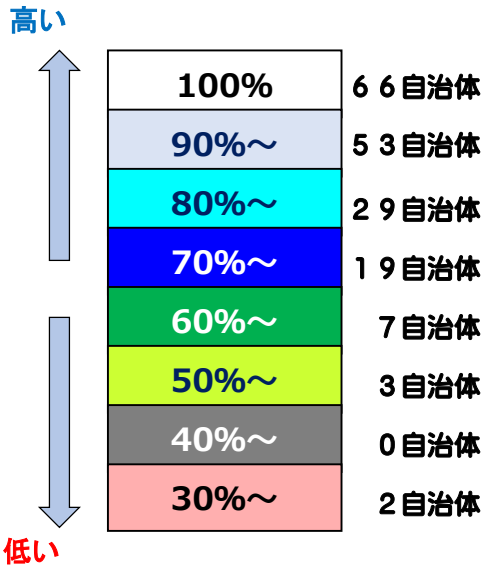 高い
100% ６６自治体
90%～ ５３自治体
80%～ ２９自治体
70%～ １９自治体
60%～ ７自治体
50%～ ３自治体
40%～ ０自治体
30%～ ２自治体
低い